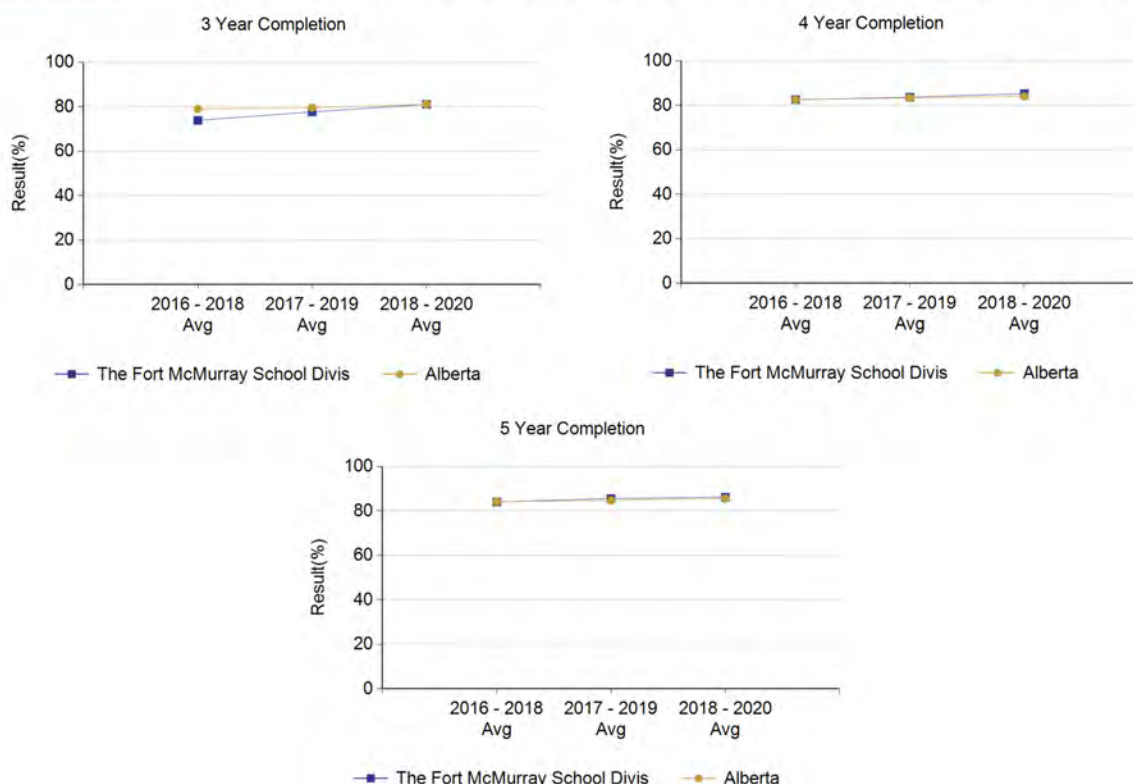 3 Year Completion
100
80
60
40
20
0
Result(%)
2016 - 2018
Avg
2017 - 2019
Avg
2018 - 2020
Avg
The Fort McMurray School Divis
Alberta
4 Year Completion
100
80
60
40
20
0
Result(%)
2016 - 2018
Avg
2017 - 2019
Avg
2018 - 2020
Avg
The Fort McMurray School Divis
Alberta
5 Year Completion
100
80
60
40
20
0
Result(%)
2016 - 2018
Avg
2017 - 2019
Avg
2018 - 2020
Avg
The Fort McMurray School Divis
Alberta